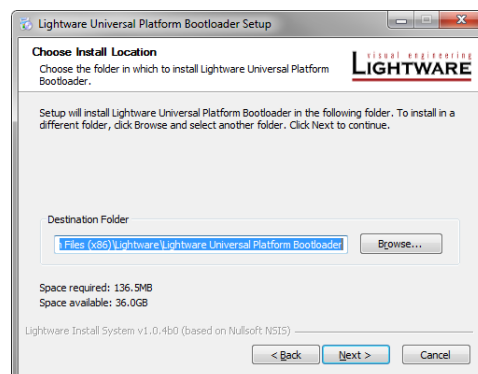 Lightware Universal Platform Bootloader Setup
Choose Install Location
Choose the folder in which to install Lightware Universal Platform
Bootloader.
visual engineering
LIGHTWARE
Setup will install Lightware Universal Platform Bootloader in the following folder. To install in a
different folder, click Browse and select another folder. Click Next to continue.
Destination Folder
Files (x86)\Lightware\Lightware Universal Platform Bootloader
Browse...
Space required: 136.5MB
Space available: 36.0GB
Lightware Install System v1.0.4b0 (based on Nullsoft NSIS)
< Back
Next >
Cancel